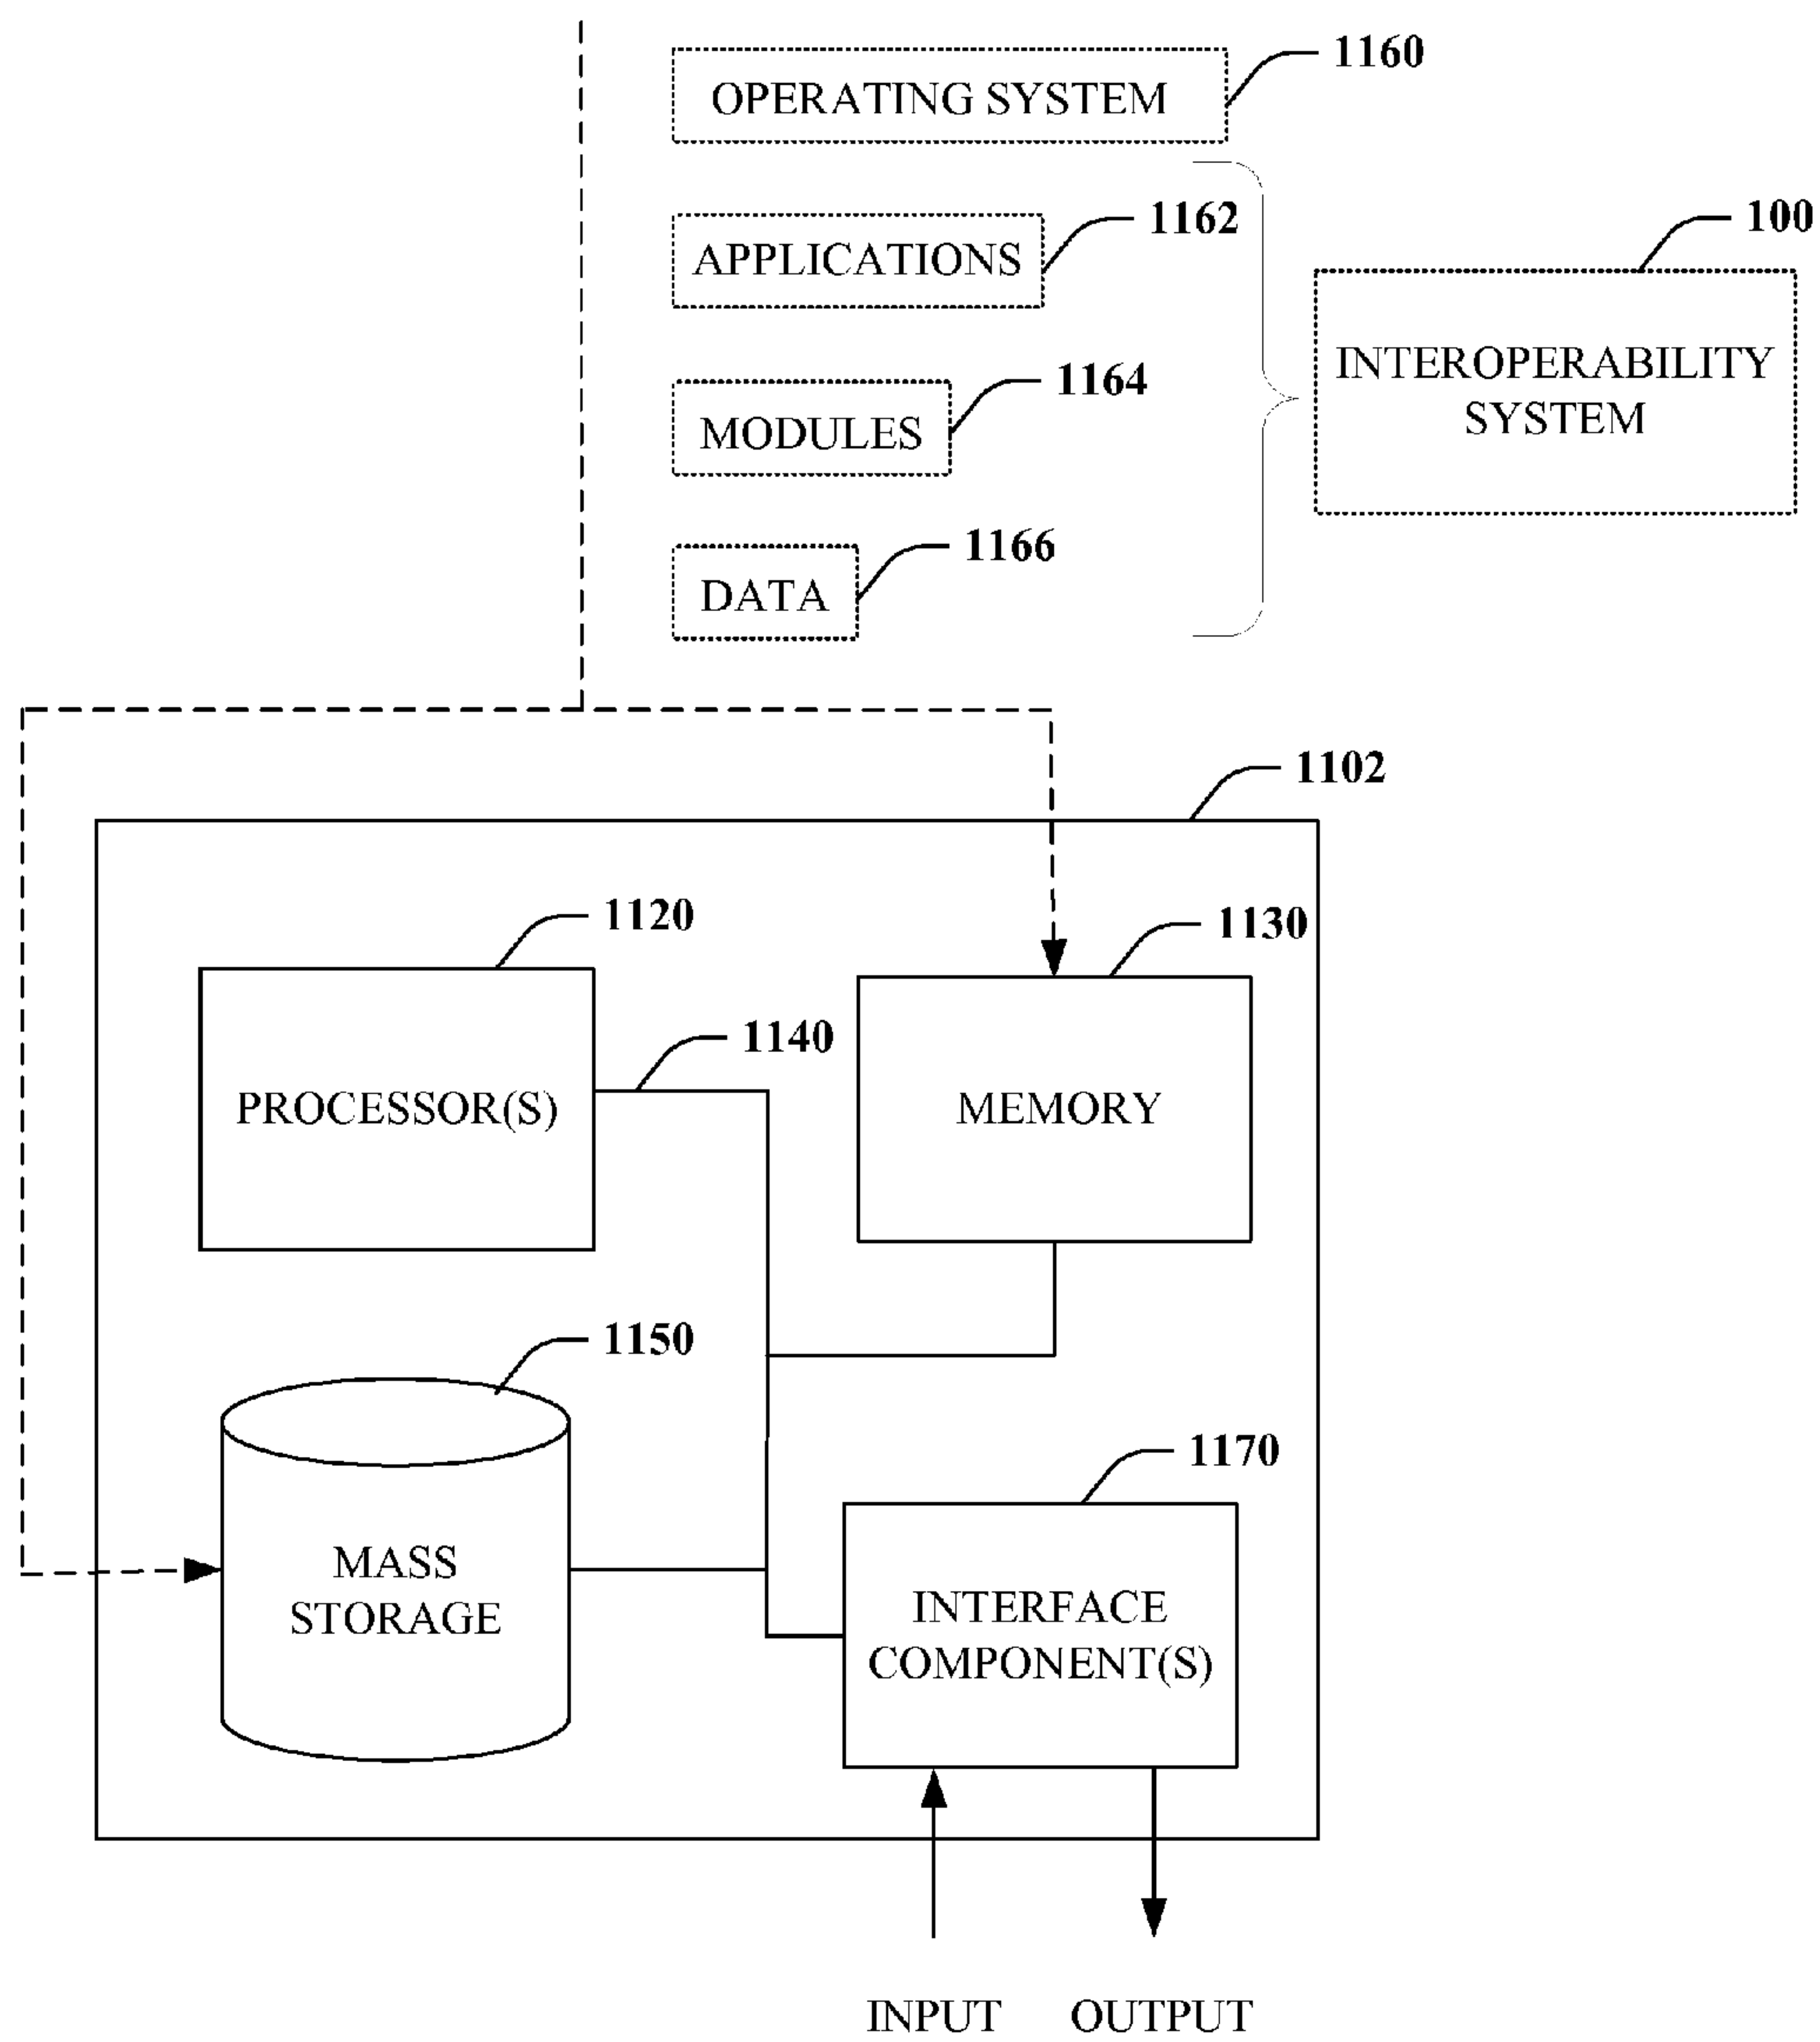 1160
OPERATING SYSTEM
1162
APPLICATIONS
100
INTEROPERABILITY
SYSTEM
1164
MODULES
1166
DATA
1102
1120
PROCESSOR(S)
1130
MEMORY
1140
1150
MASS
STORAGE
1170
INTERFACE
COMPONENT(S)
INPUT
OUTPUT